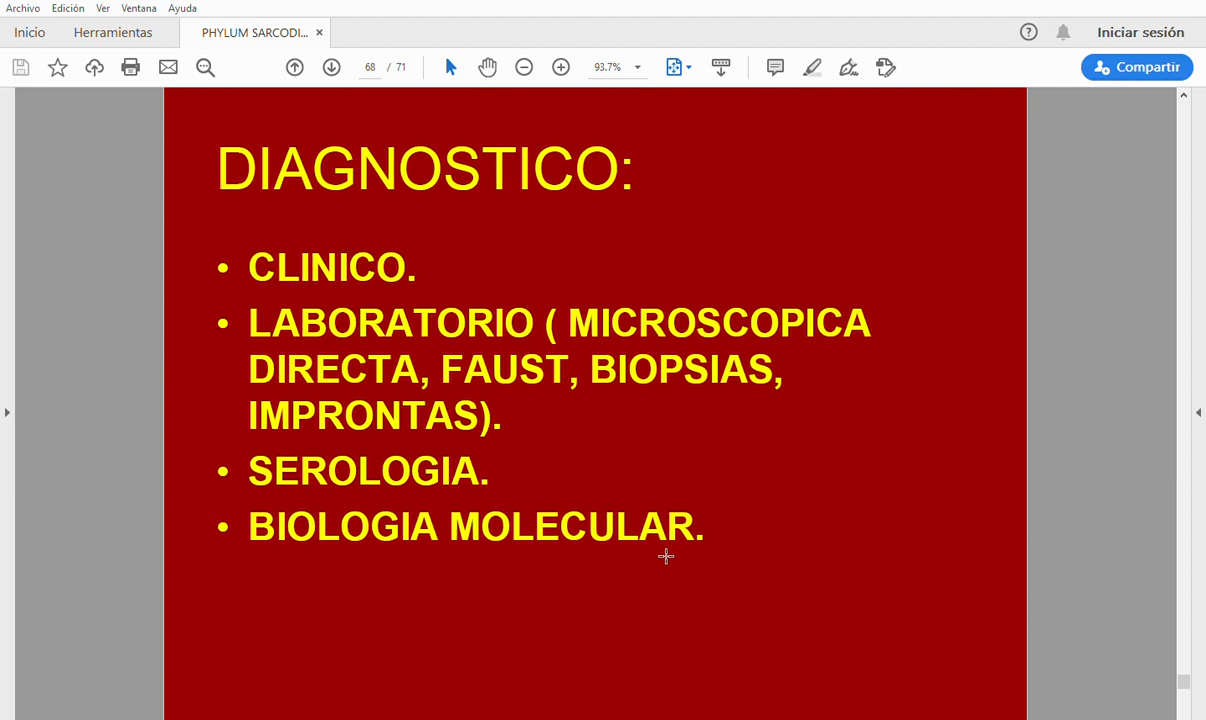 Archivo Edición Ver Ventana Ayuda
Inicio Herramientas PHYLUM SARCODI... × Iniciar sesión
68 / 71 93.7% Compartir
DIAGNOSTICO:
• CLINICO.
• LABORATORIO ( MICROSCOPICA
DIRECTA, FAUST, BIOPSIAS,
IMPRONTAS).
• SEROLOGIA.
• BIOLOGIA MOLECULAR.